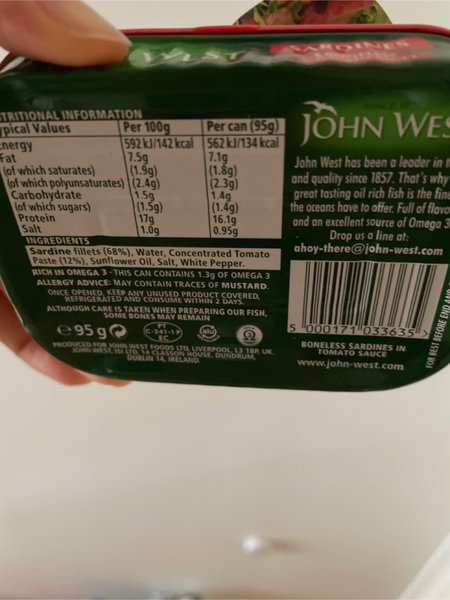 WEST
SARDINES
NUTRITIONAL INFORMATION
Typical Values Per 100g Per can (95g)
Energy 592 kJ/142 kcal 562 kJ/134 kcal
Fat 7.5g 7.1g
(of which saturates) (1.9g) (1.8g)
(of which polyunsaturates) (2.4g) (2.3g)
Carbohydrate 1.5g 1.4g
(of which sugars) (1.5g) (1.4g)
Protein 17g 16.1g
Salt 1.0g 0.95g
INGREDIENTS
Sardine fillets (68%), Water, Concentrated Tomato
Paste (12%), Sunflower Oil, Salt, White Pepper.
RICH IN OMEGA 3 - THIS CAN CONTAINS 1.3g OF OMEGA 3
ALLERGY ADVICE: MAY CONTAIN TRACES OF MUSTARD.
ONCE OPENED, KEEP ANY UNUSED PRODUCT COVERED,
REFRIGERATED AND CONSUME WITHIN 2 DAYS.
ALTHOUGH CARE IS TAKEN WHEN PREPARING OUR FISH,
SOME BONES MAY REMAIN
℮ 95 g
PT
C-241-1P
EC
alu
PRODUCED FOR JOHN WEST FOODS LTD, LIVERPOOL, L3 1BP, UK.
JOHN WEST, ISI LTD, 14 CLASSON HOUSE, DUNDRUM,
DUBLIN 14, IRELAND.
JOHN WES
John West has been a leader in t
and quality since 1857. That's why
great tasting oil rich fish is the fine
the oceans have to offer. Full of flavo
and an excellent source of Omega 3
Drop us a line at:
ahoy-there@john-west.com
5 000171 033635 >
BONELESS SARDINES IN
TOMATO SAUCE
www.john-west.com
FOR BEST BEFORE END AND